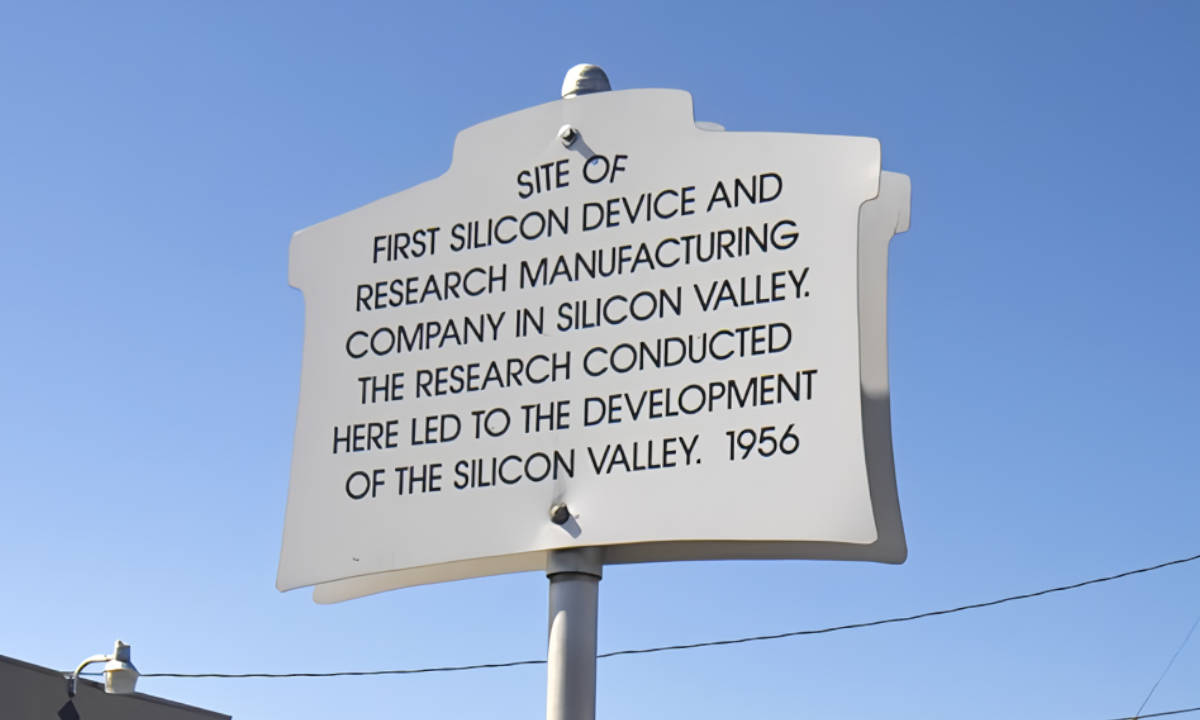 SITE OF
FIRST SILICON DEVICE AND
RESEARCH MANUFACTURING
COMPANY IN SILICON VALLEY.
THE RESEARCH CONDUCTED
HERE LED TO THE DEVELOPMENT
OF THE SILICON VALLEY. 1956